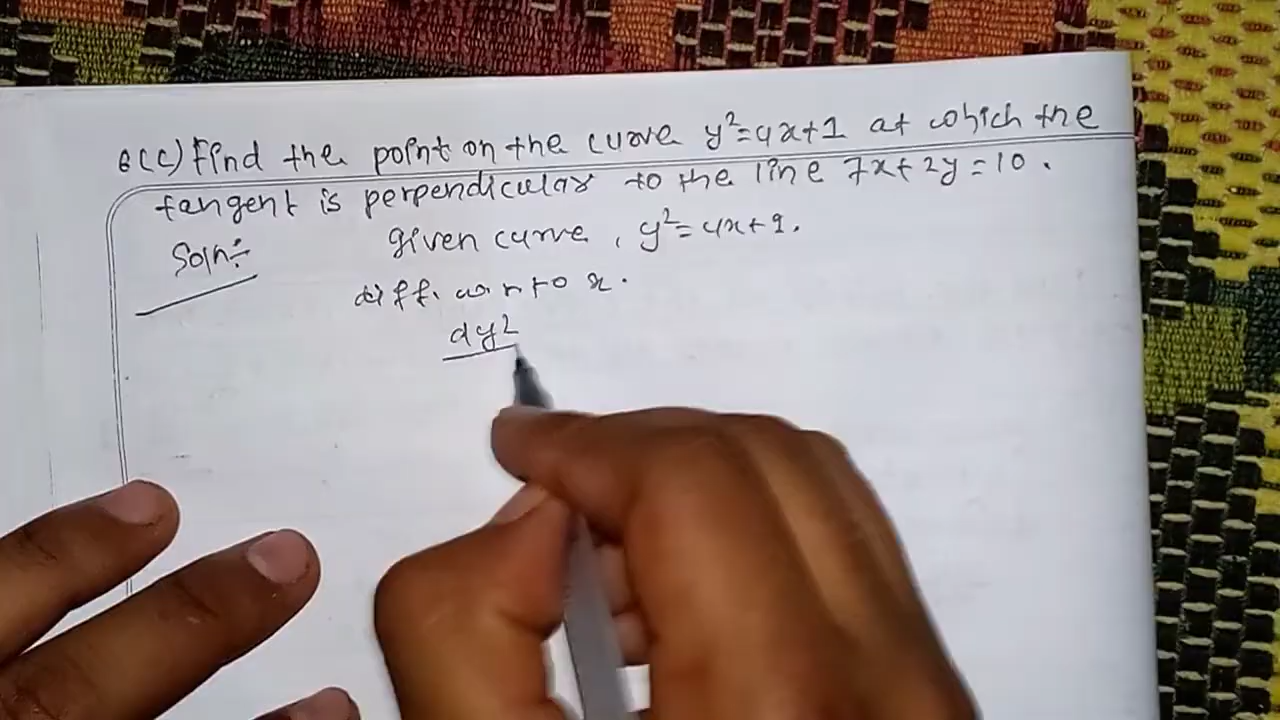 6(c) Find the point on the curve y²=4x+1 at which the
tangent is perpendicular to the line 7x+2y=10.
Soln:- given curve, y²=4x+1.
diff. w.r. to x.
dy²